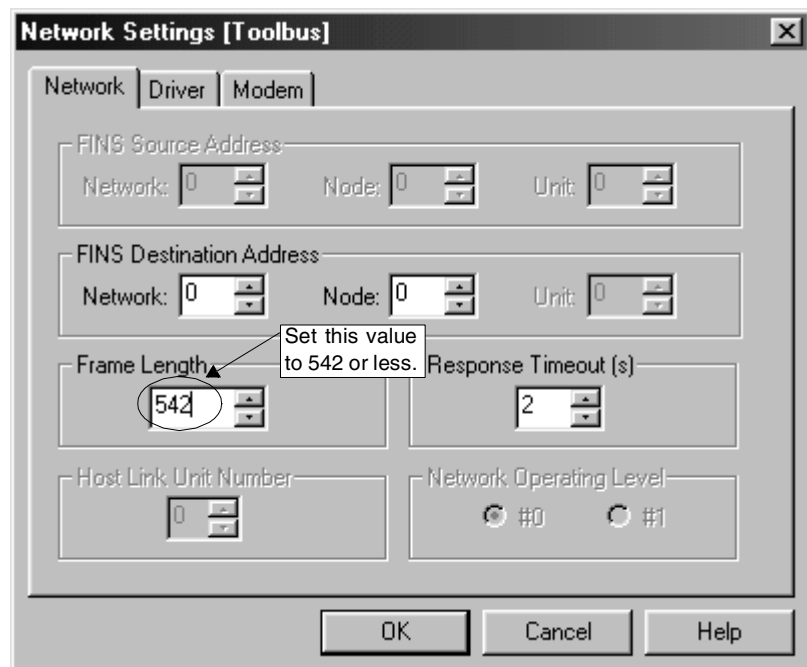 Network Settings [Toolbus]
Network Driver Modem
FINS Source Address
Network: 0 Node: 0 Unit: 0
FINS Destination Address
Network: 0 Node: 0 Unit: 0
Set this value
to 542 or less.
Frame Length
542
Response Timeout (s)
2
Host Link Unit Number
0
Network Operating Level
#0 #1
OK Cancel Help